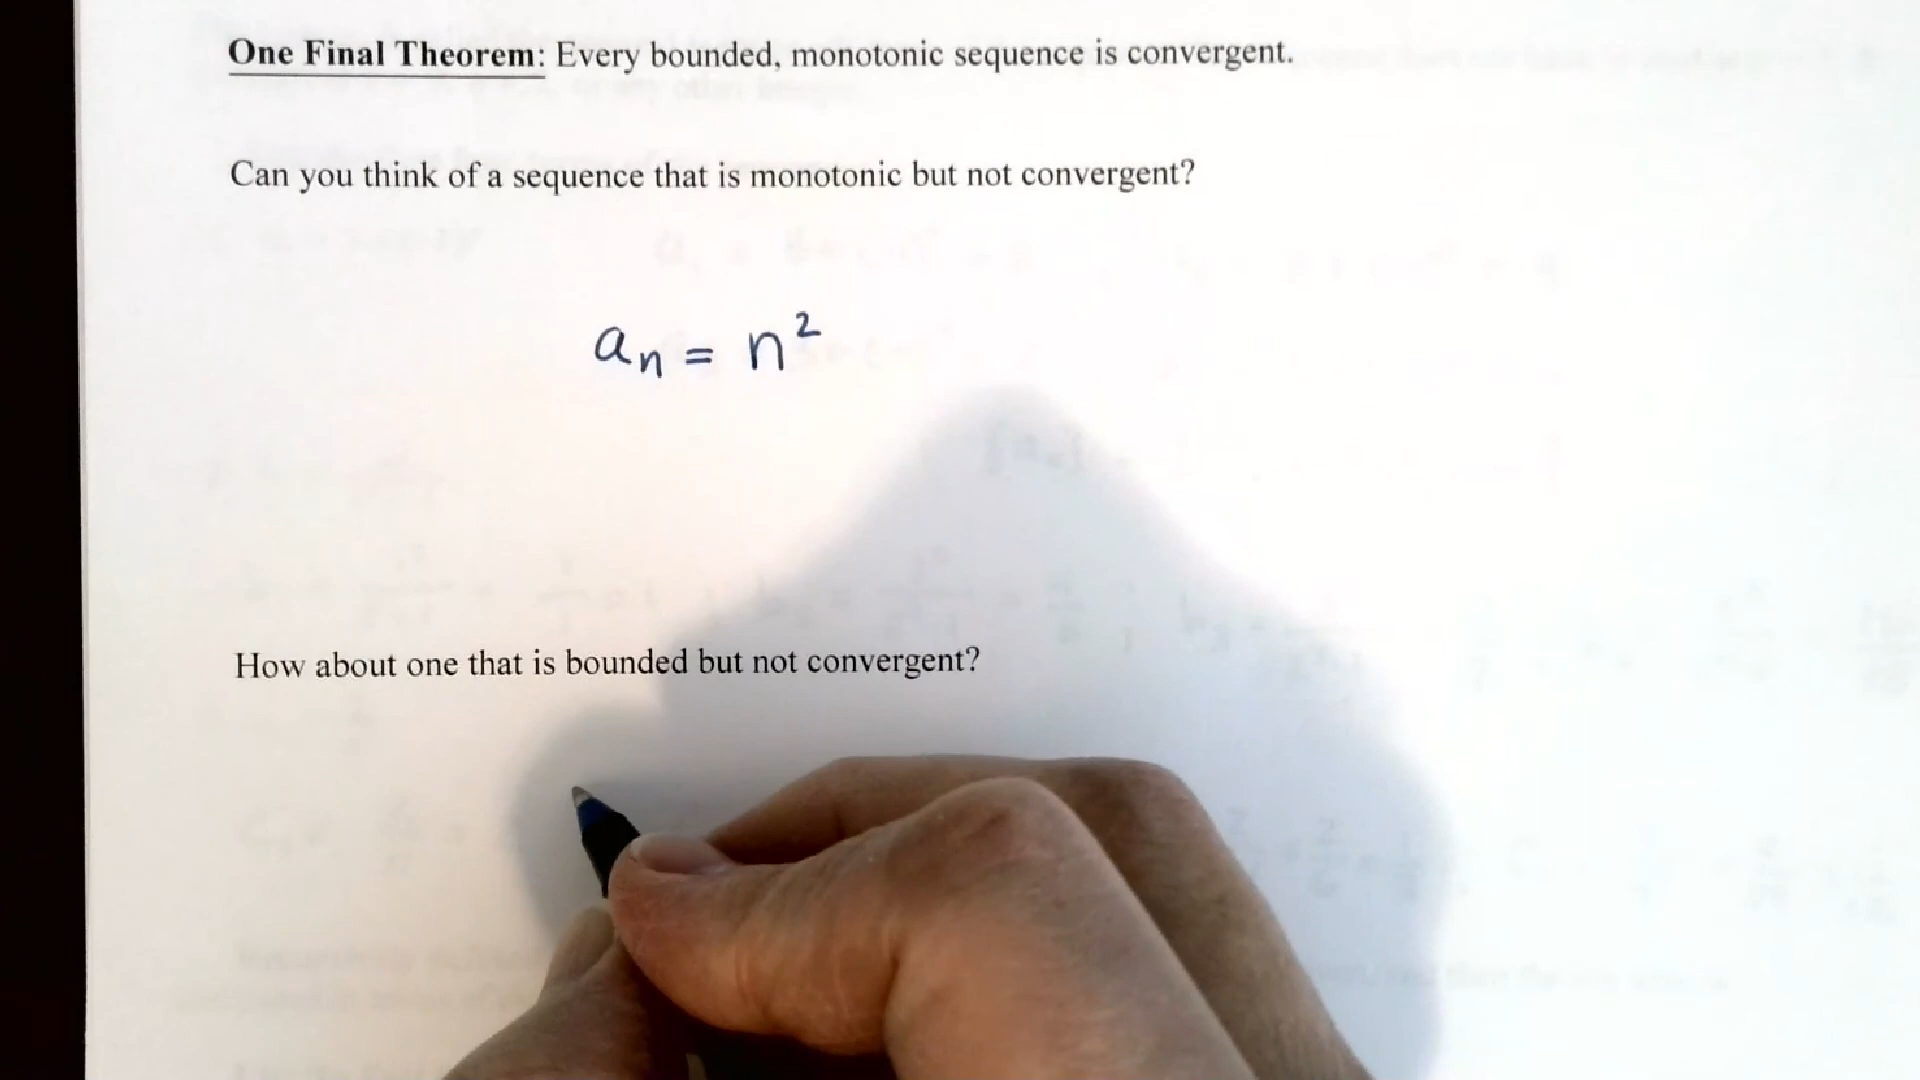 One Final Theorem: Every bounded, monotonic sequence is convergent.
Can you think of a sequence that is monotonic but not convergent?
aₙ = n²
How about one that is bounded but not convergent?